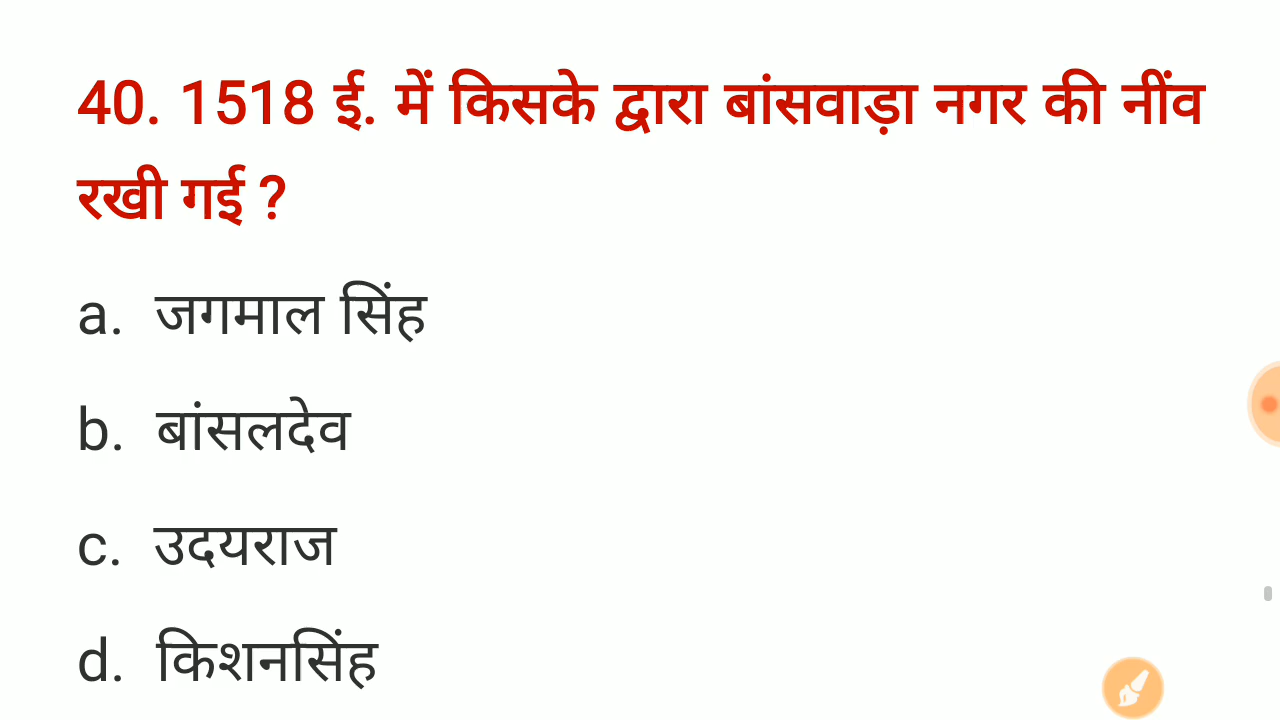 40. 1518 ई. में किसके द्वारा बांसवाड़ा नगर की नींव
रखी गई ?
a. जगमाल सिंह
b. बांसलदेव
c. उदयराज
d. किशनसिंह